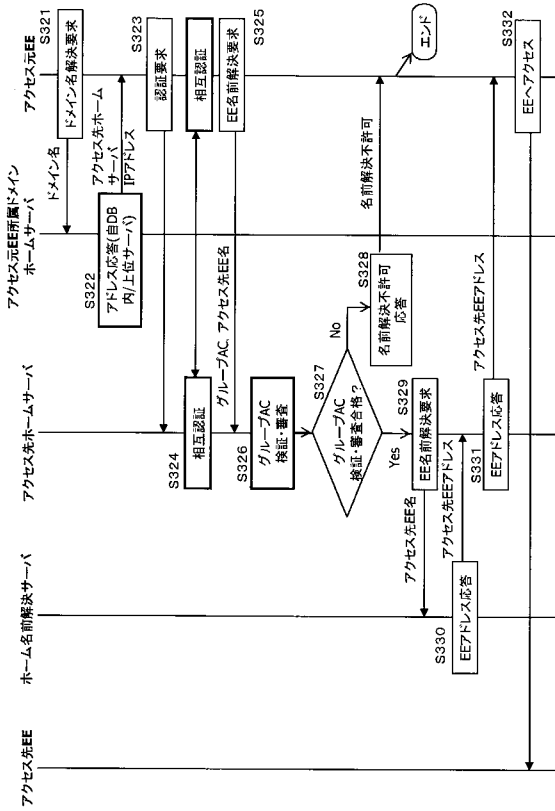 アクセス元EE
アクセス元EE所属ドメイン
ホームサーバ
アクセス先ホームサーバ
ホーム名前解決サーバ
アクセス先EE
S321
ドメイン名解決要求
ドメイン名
S322
アドレス応答(自DB
内/上位サーバ)
アクセス先ホーム
サーバ
IPアドレス
S323
認証要求
S324
相互認証
相互認証
S325
EE名前解決要求
グループAC、アクセス先EE名
S326
グループAC
検証・審査
S327
グループAC
検証・審査合格?
No
S328
名前解決不許可
応答
名前解決不許可
エンド
Yes
S329
EE名前解決要求
アクセス先EE名
S330
EEアドレス応答
アクセス先EEアドレス
S331
EEアドレス応答
アクセス先EEアドレス
S332
EEへアクセス